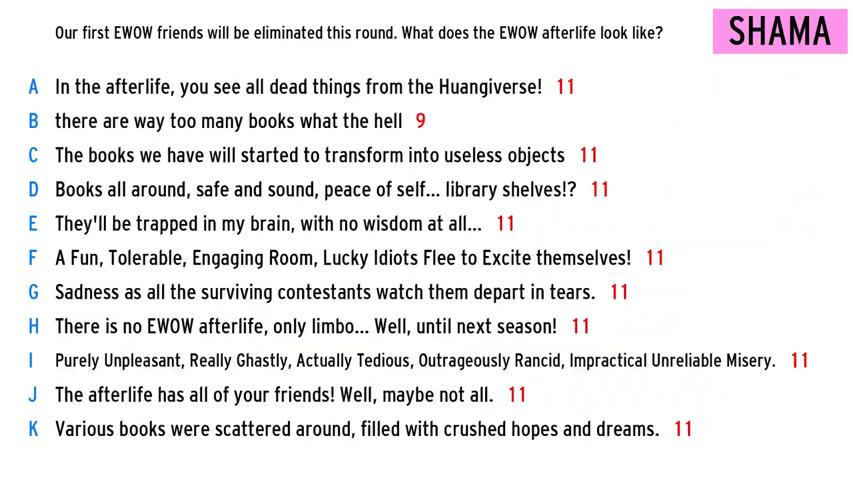 Our first EWOW friends will be eliminated this round. What does the EWOW afterlife look like?
SHAMA
A In the afterlife, you see all dead things from the Huangiverse! 11
B there are way too many books what the hell 9
C The books we have will started to transform into useless objects 11
D Books all around, safe and sound, peace of self... library shelves!? 11
E They'll be trapped in my brain, with no wisdom at all... 11
F A Fun, Tolerable, Engaging Room, Lucky Idiots Flee to Excite themselves! 11
G Sadness as all the surviving contestants watch them depart in tears. 11
H There is no EWOW afterlife, only limbo... Well, until next season! 11
I Purely Unpleasant, Really Ghastly, Actually Tedious, Outrageously Rancid, Impractical Unreliable Misery. 11
J The afterlife has all of your friends! Well, maybe not all. 11
K Various books were scattered around, filled with crushed hopes and dreams. 11